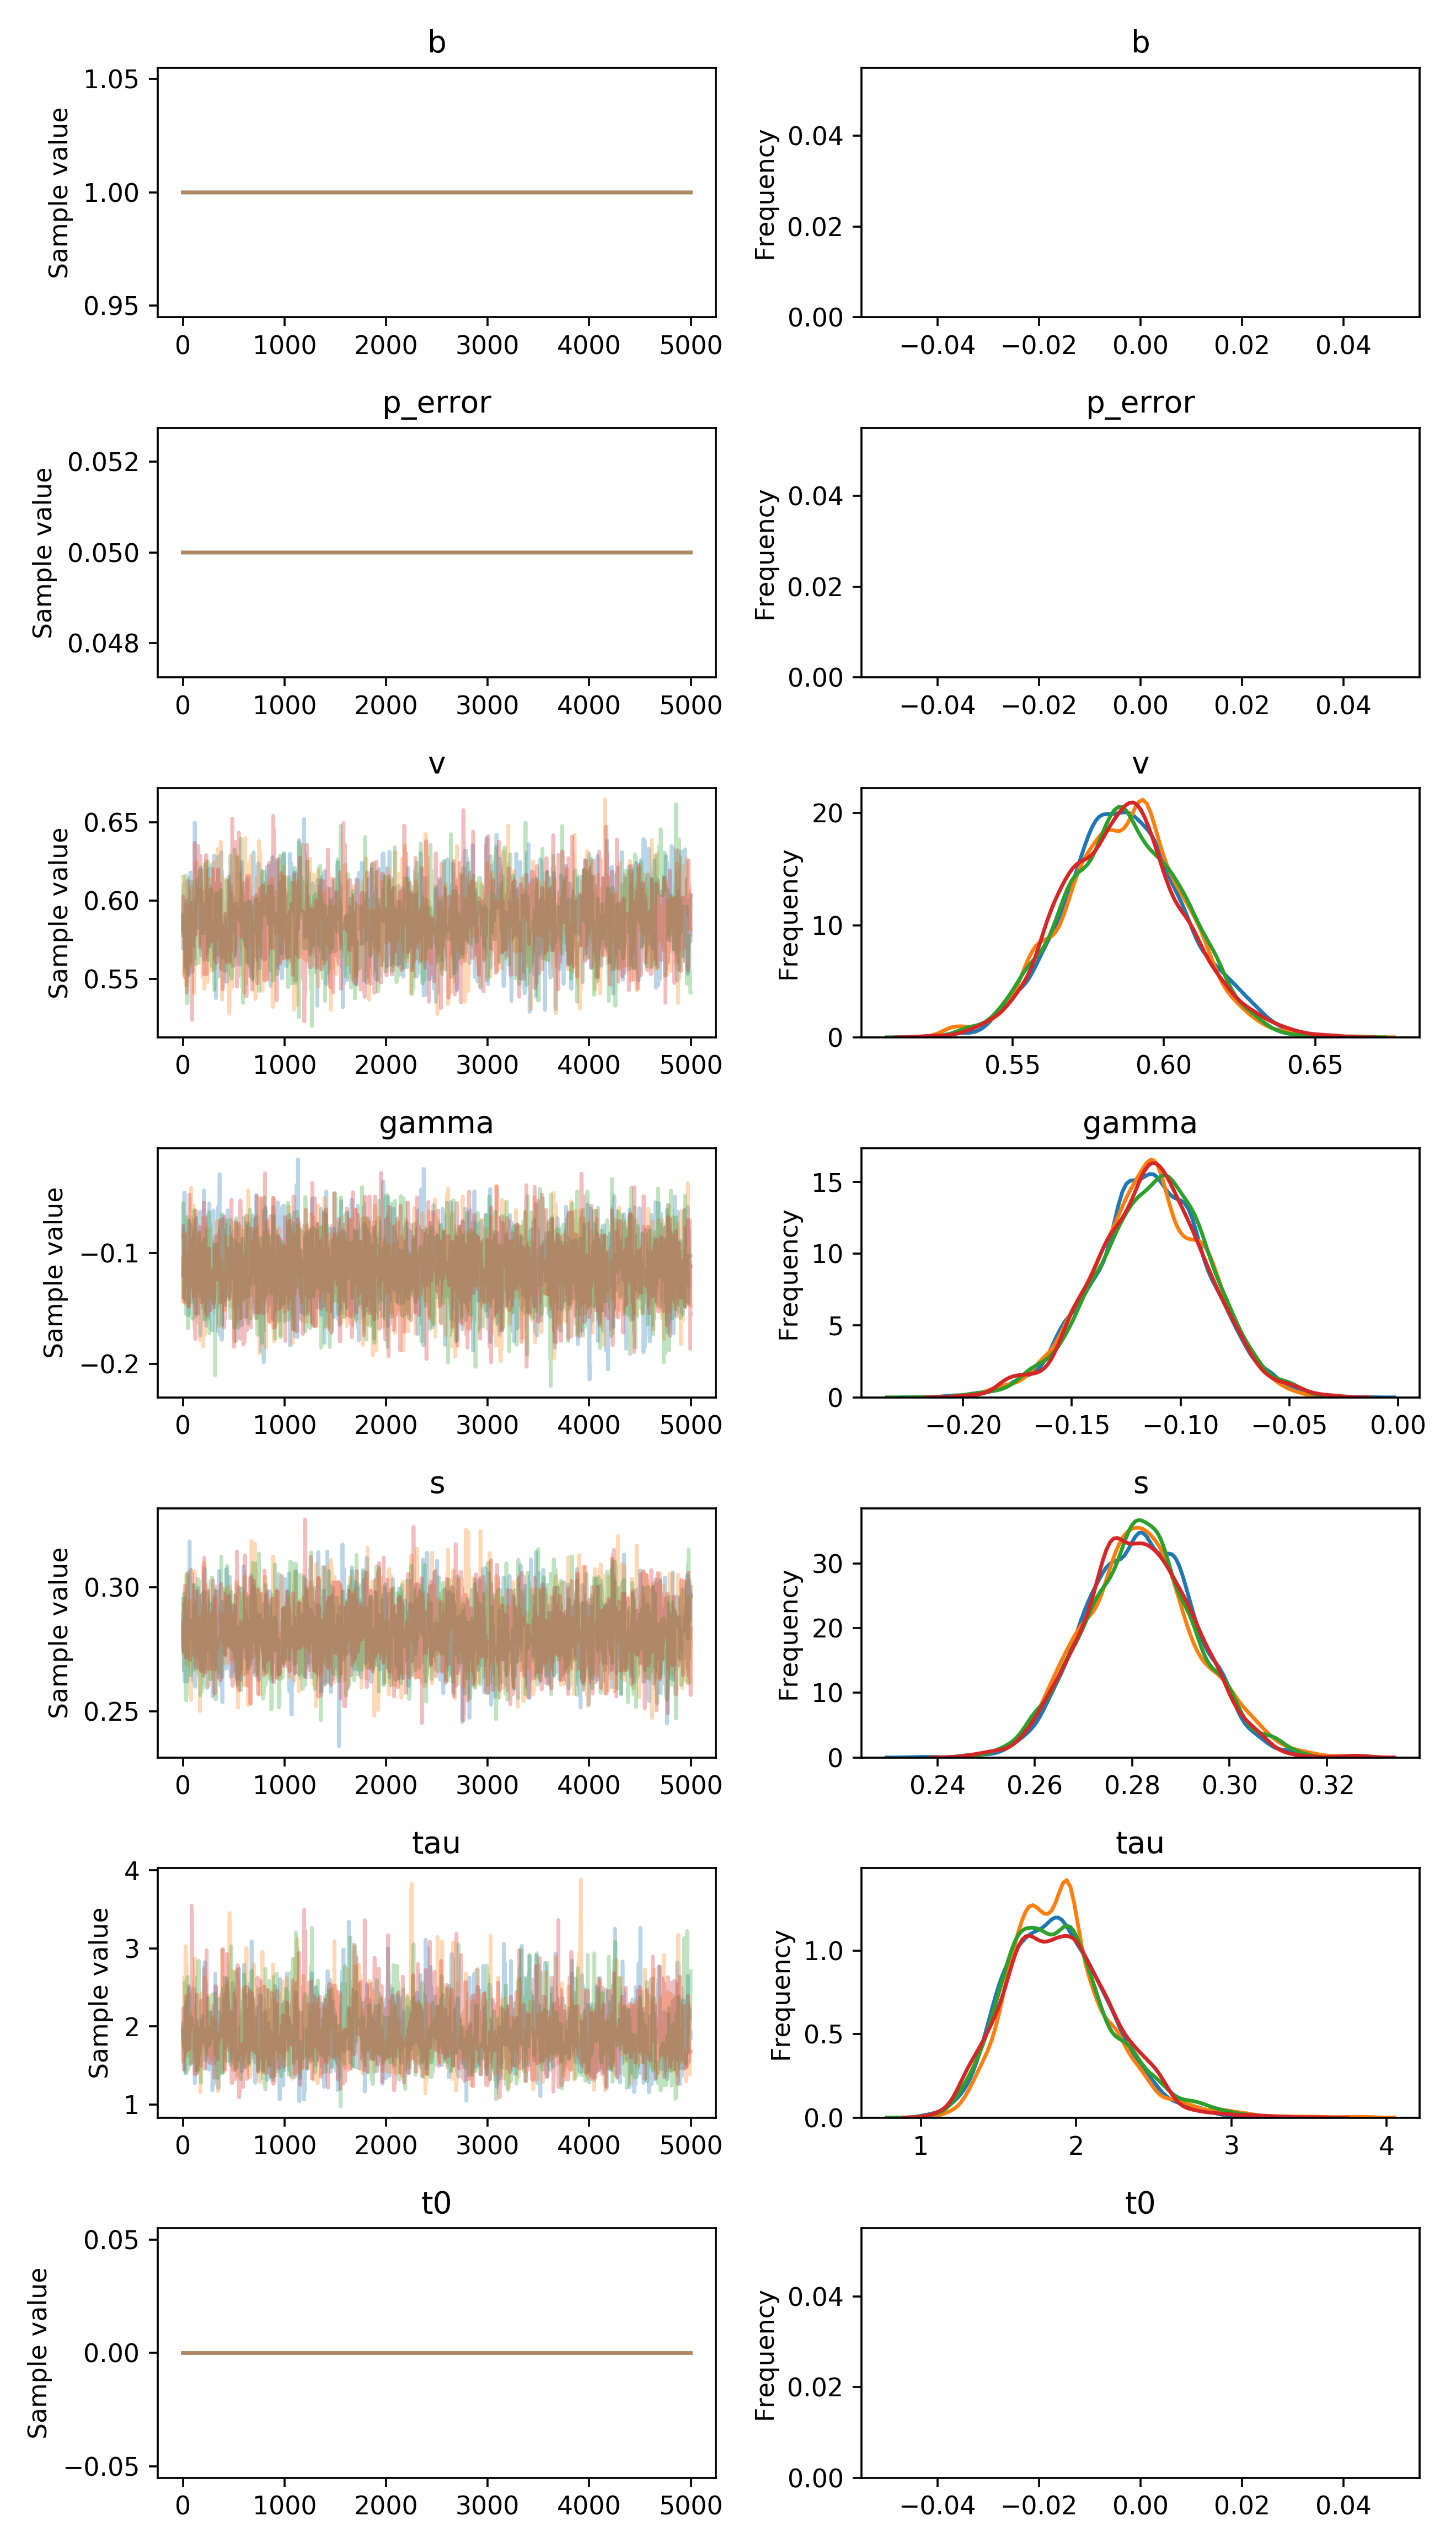 b
b
1.05
1.00
0.95
Sample value
0 1000 2000 3000 4000 5000
0.04
0.02
0.00
Frequency
−0.04 −0.02 0.00 0.02 0.04
p_error
p_error
0.052
0.050
0.048
Sample value
0 1000 2000 3000 4000 5000
0.04
0.02
0.00
Frequency
−0.04 −0.02 0.00 0.02 0.04
v
v
0.65
0.60
0.55
Sample value
0 1000 2000 3000 4000 5000
20
10
0
Frequency
0.55 0.60 0.65
gamma
gamma
−0.1
−0.2
Sample value
0 1000 2000 3000 4000 5000
15
10
5
0
Frequency
−0.20 −0.15 −0.10 −0.05 0.00
s
s
0.30
0.25
Sample value
0 1000 2000 3000 4000 5000
30
20
10
0
Frequency
0.24 0.26 0.28 0.30 0.32
tau
tau
4
3
2
1
Sample value
0 1000 2000 3000 4000 5000
1.0
0.5
0.0
Frequency
1 2 3 4
t0
t0
0.05
0.00
−0.05
Sample value
0 1000 2000 3000 4000 5000
0.04
0.02
0.00
Frequency
−0.04 −0.02 0.00 0.02 0.04